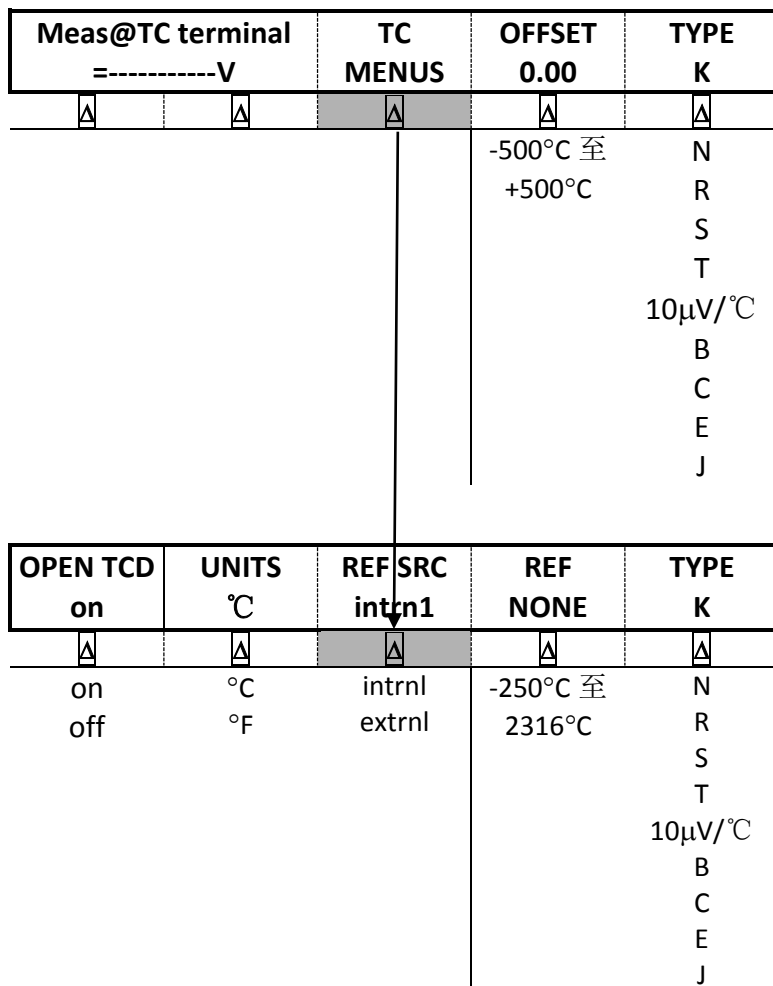 Meas@TC terminal TC OFFSET TYPE
=-----------V MENUS 0.00 K
Δ Δ Δ Δ Δ
-500°C 至 N
+500°C R
S
T
10μV/℃
B
C
E
J
OPEN TCD UNITS REF SRC REF TYPE
on ℃ intrn1 NONE K
Δ Δ Δ Δ Δ
on °C intrnl -250°C 至 N
off °F extrnl 2316°C R
S
T
10μV/℃
B
C
E
J